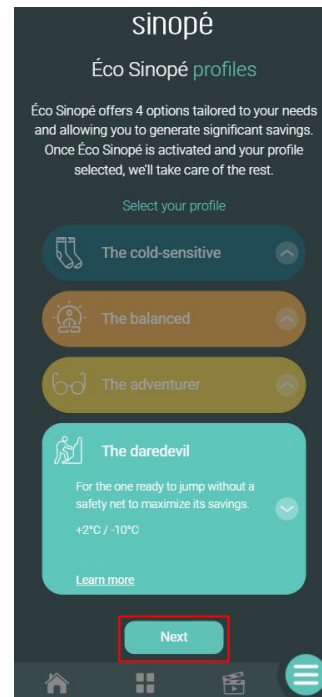 sinopé
Éco Sinopé profiles
Éco Sinopé offers 4 options tailored to your needs
and allowing you to generate significant savings.
Once Éco Sinopé is activated and your profile
selected, we'll take care of the rest.
Select your profile
The cold-sensitive
The balanced
The adventurer
The daredevil
For the one ready to jump without a
safety net to maximize its savings.
+2°C / -10°C
Learn more
Next